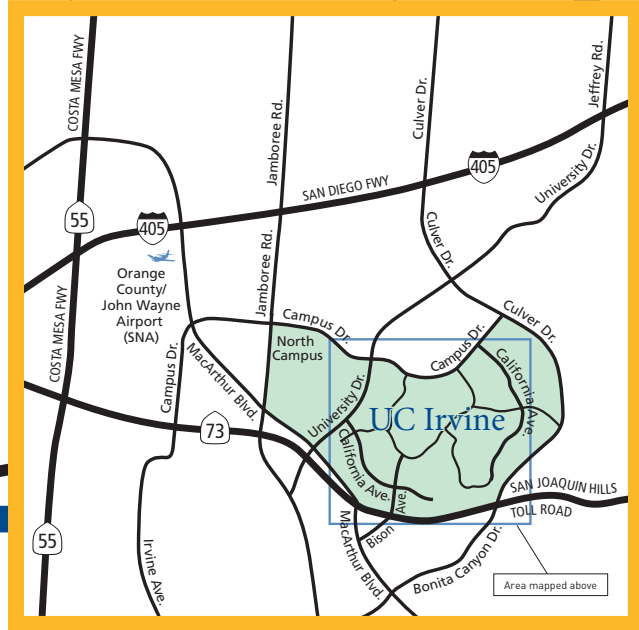 COSTA MESA FWY
Jamboree Rd.
Culver Dr.
Jeffrey Rd.
405
University Dr.
SAN DIEGO FWY
55
405
Culver Dr.
Jamboree Rd.
Orange
County/
John Wayne
Airport
(SNA)
COSTA MESA FWY
Campus Dr.
Culver Dr.
North
Campus
Campus Dr.
Campus Dr.
MacArthur Blvd.
California Ave.
University Dr.
UC Irvine
73
California Ave.
Ave.
Bison
SAN JOAQUIN HILLS
TOLL ROAD
MacArthur Blvd.
55
Irvine Ave.
Bonita Canyon Dr.
Area mapped above